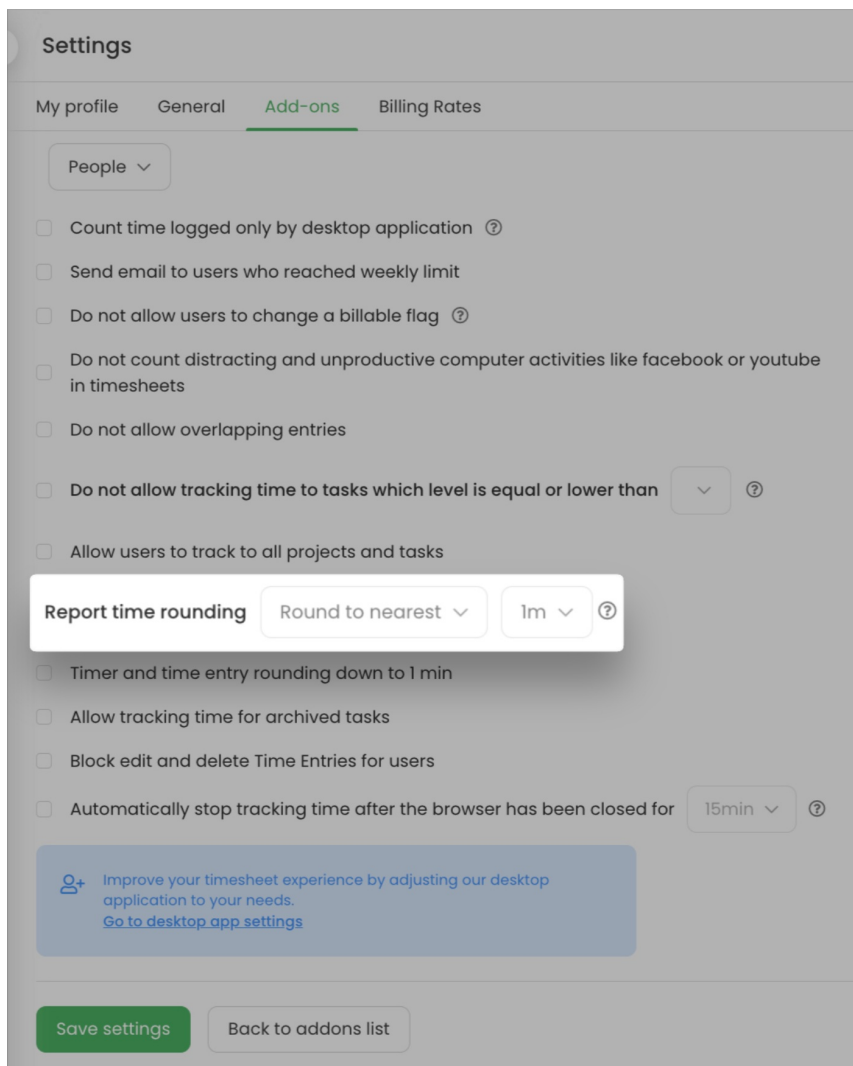 Settings
My profile General Add-ons Billing Rates
People
Count time logged only by desktop application ?
Send email to users who reached weekly limit
Do not allow users to change a billable flag ?
Do not count distracting and unproductive computer activities like facebook or youtube
in timesheets
Do not allow overlapping entries
Do not allow tracking time to tasks which level is equal or lower than ?
Allow users to track to all projects and tasks
Report time rounding Round to nearest 1m ?
Timer and time entry rounding down to 1 min
Allow tracking time for archived tasks
Block edit and delete Time Entries for users
Automatically stop tracking time after the browser has been closed for 15min ?
Improve your timesheet experience by adjusting our desktop
application to your needs.
Go to desktop app settings
Save settings Back to addons list